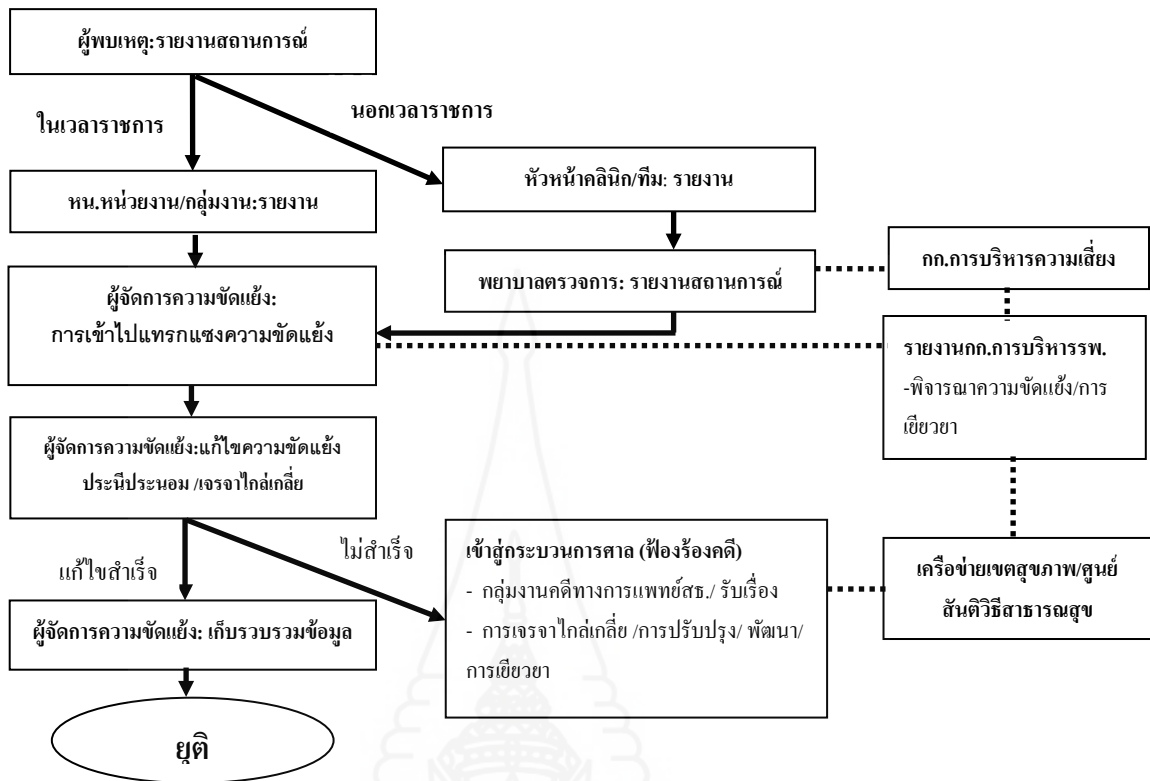 ผู้พบเหตุ:รายงานสถานการณ์
ในเวลาราชการ
นอกเวลาราชการ
หน.หน่วยงาน/กลุ่มงาน:รายงาน
หัวหน้าคลินิก/ทีม: รายงาน
พยาบาลตรวจการ: รายงานสถานการณ์
กก.การบริหารความเสี่ยง
ผู้จัดการความขัดแย้ง:
การเข้าไปแทรกแซงความขัดแย้ง
รายงานกก.การบริหารรพ.
-พิจารณาความขัดแย้ง/การ
เยียวยา
ผู้จัดการความขัดแย้ง:แก้ไขความขัดแย้ง
ประนีประนอม /เจรจาไกล่เกลี่ย
แก้ไขสำเร็จ
ไม่สำเร็จ
เข้าสู่กระบวนการศาล (ฟ้องร้องคดี)
- กลุ่มงานคดีทางการแพทย์สธ./ รับเรื่อง
- การเจรจาไกล่เกลี่ย /การปรับปรุง/ พัฒนา/
การเยียวยา
เครือข่ายเขตสุขภาพ/ศูนย์
สันติวิธีสาธารณสุข
ผู้จัดการความขัดแย้ง: เก็บรวบรวมข้อมูล
ยุติ